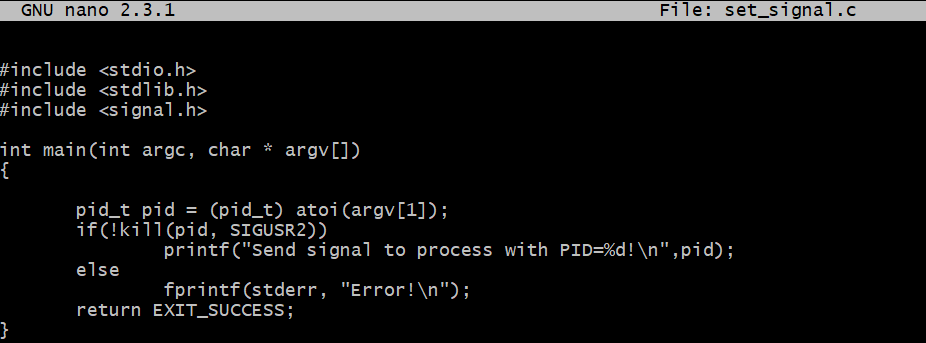 GNU nano 2.3.1 File: set_signal.c
#include <stdio.h>
#include <stdlib.h>
#include <signal.h>
int main(int argc, char * argv[])
{
pid_t pid = (pid_t) atoi(argv[1]);
if(!kill(pid, SIGUSR2))
printf("Send signal to process with PID=%d!\n",pid);
else
fprintf(stderr, "Error!\n");
return EXIT_SUCCESS;
}